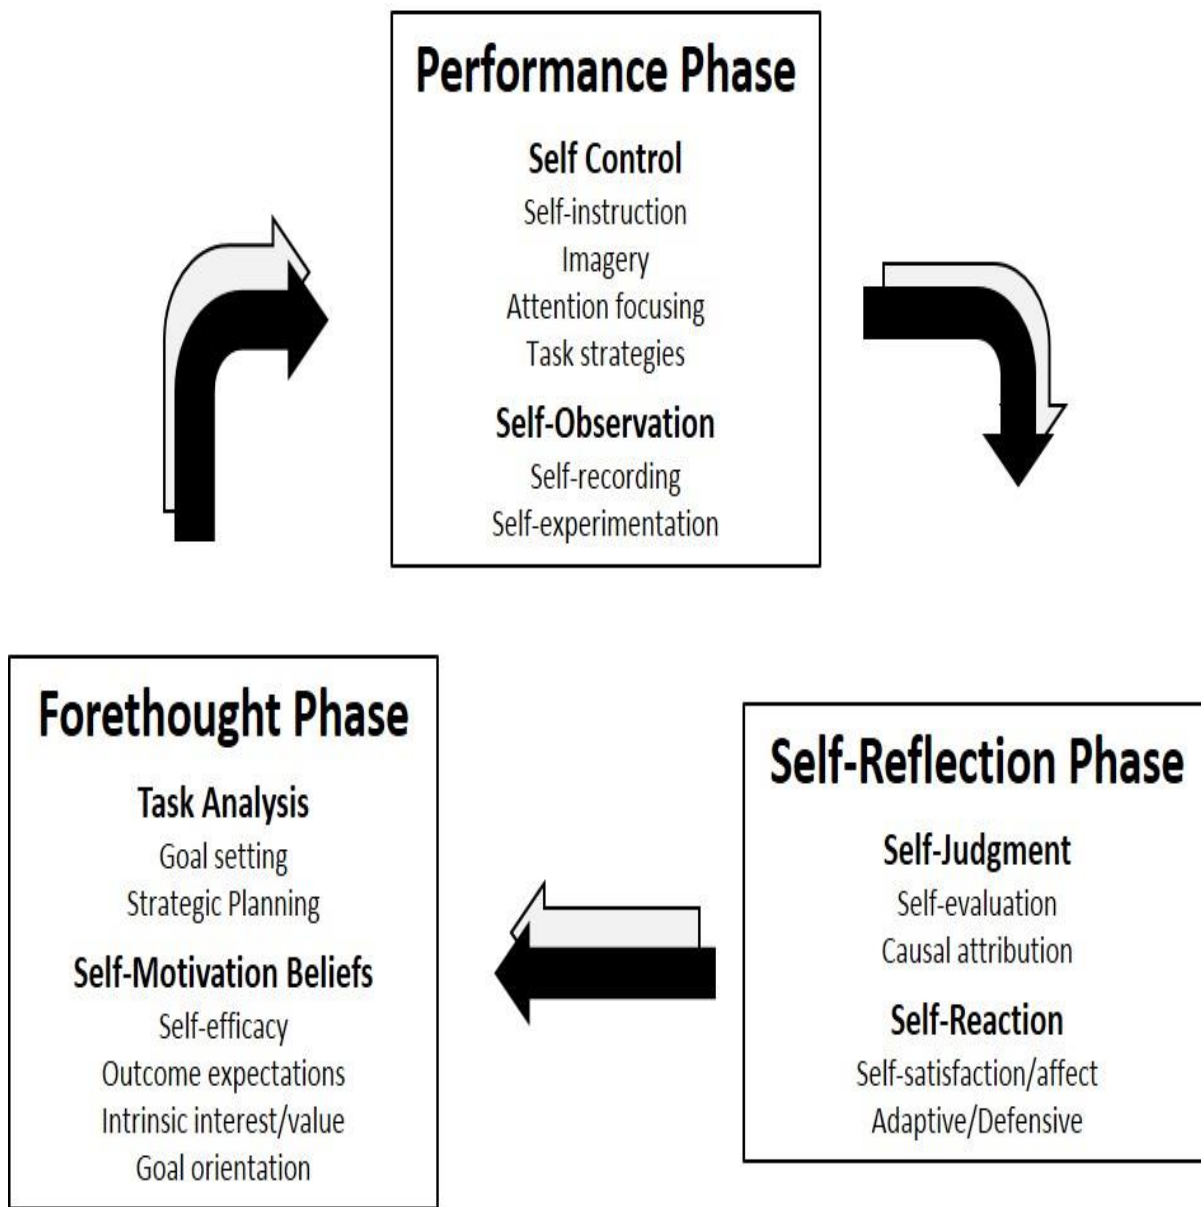 Performance Phase
Self Control
Self-instruction
Imagery
Attention focusing
Task strategies
Self-Observation
Self-recording
Self-experimentation
Forethought Phase
Task Analysis
Goal setting
Strategic Planning
Self-Motivation Beliefs
Self-efficacy
Outcome expectations
Intrinsic interest/value
Goal orientation
Self-Reflection Phase
Self-Judgment
Self-evaluation
Causal attribution
Self-Reaction
Self-satisfaction/affect
Adaptive/Defensive